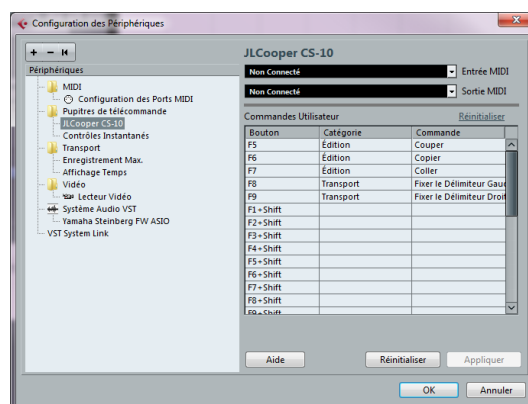 Configuration des Périphériques
Périphériques
MIDI
Configuration des Ports MIDI
Pupitres de télécommande
JLCooper CS-10
Contrôles Instantanés
Transport
Enregistrement Max.
Affichage Temps
Vidéo
Lecteur Vidéo
Système Audio VST
Yamaha Steinberg FW ASIO
VST System Link
JLCooper CS-10
Non Connecté Entrée MIDI
Non Connecté Sortie MIDI
Commandes Utilisateur Réinitialiser
Bouton Catégorie Commande
F5 Édition Couper
F6 Édition Copier
F7 Édition Coller
F8 Transport Fixer le Délimiteur Gau
F9 Transport Fixer le Délimiteur Droi
F1+Shift
F2+Shift
F3+Shift
F4+Shift
F5+Shift
F6+Shift
F7+Shift
F8+Shift
F9+Shift
Aide Réinitialiser Appliquer
OK Annuler